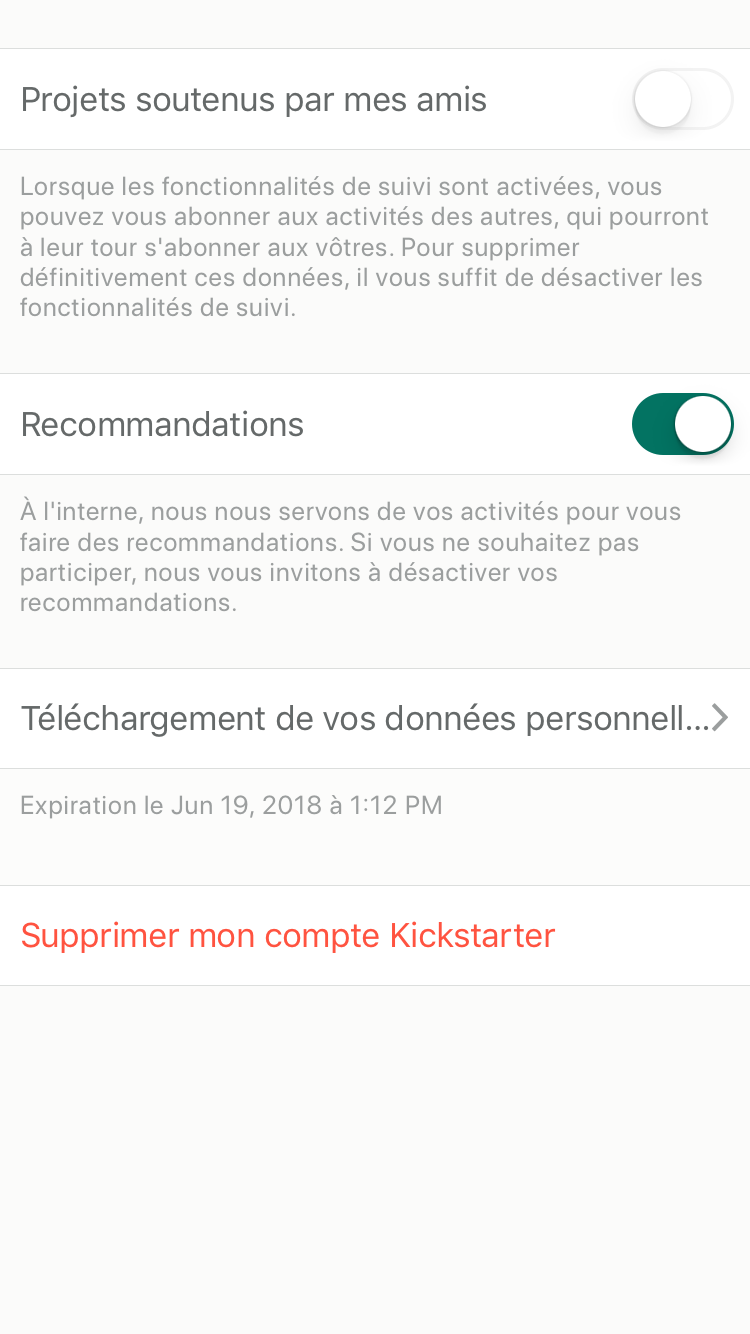 Projets soutenus par mes amis
Lorsque les fonctionnalités de suivi sont activées, vous
pouvez vous abonner aux activités des autres, qui pourront
à leur tour s'abonner aux vôtres. Pour supprimer
définitivement ces données, il vous suffit de désactiver les
fonctionnalités de suivi.
Recommandations
À l'interne, nous nous servons de vos activités pour vous
faire des recommandations. Si vous ne souhaitez pas
participer, nous vous invitons à désactiver vos
recommandations.
Téléchargement de vos données personnell...
Expiration le Jun 19, 2018 à 1:12 PM
Supprimer mon compte Kickstarter